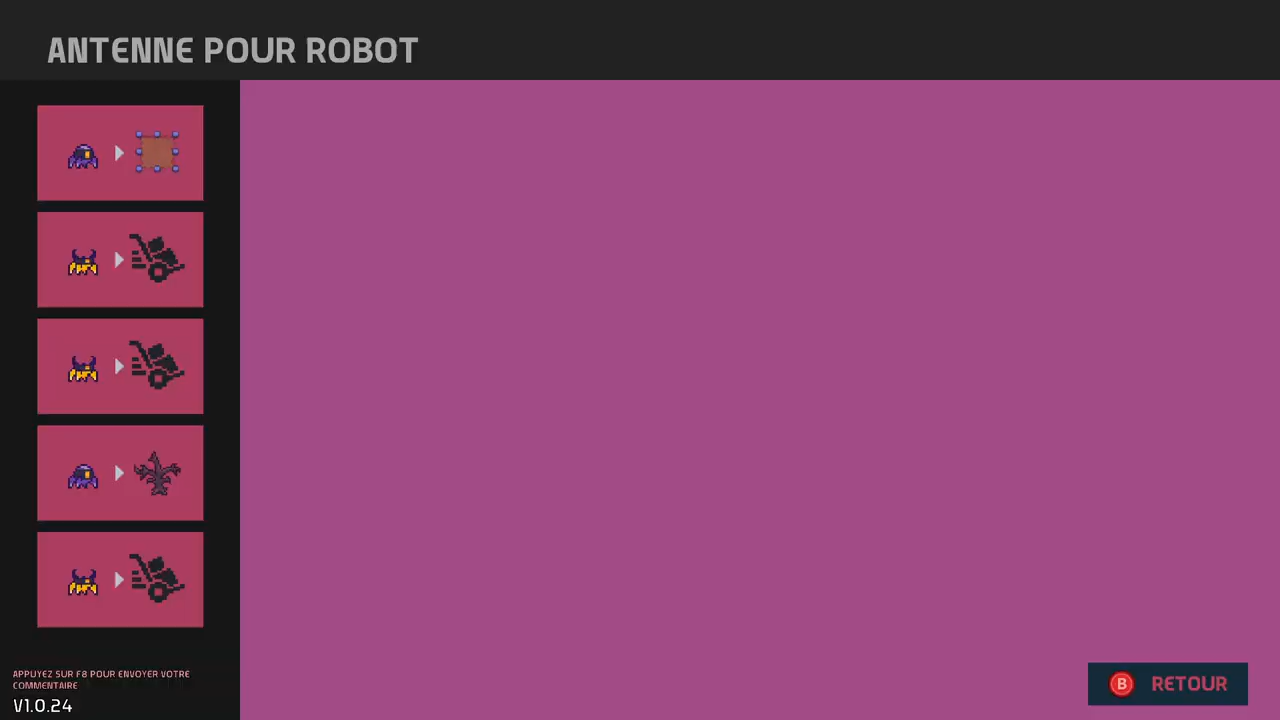 ANTENNE POUR ROBOT
APPUYEZ SUR F8 POUR ENVOYER VOTRE
COMMENTAIRE
V1.0.24
B RETOUR